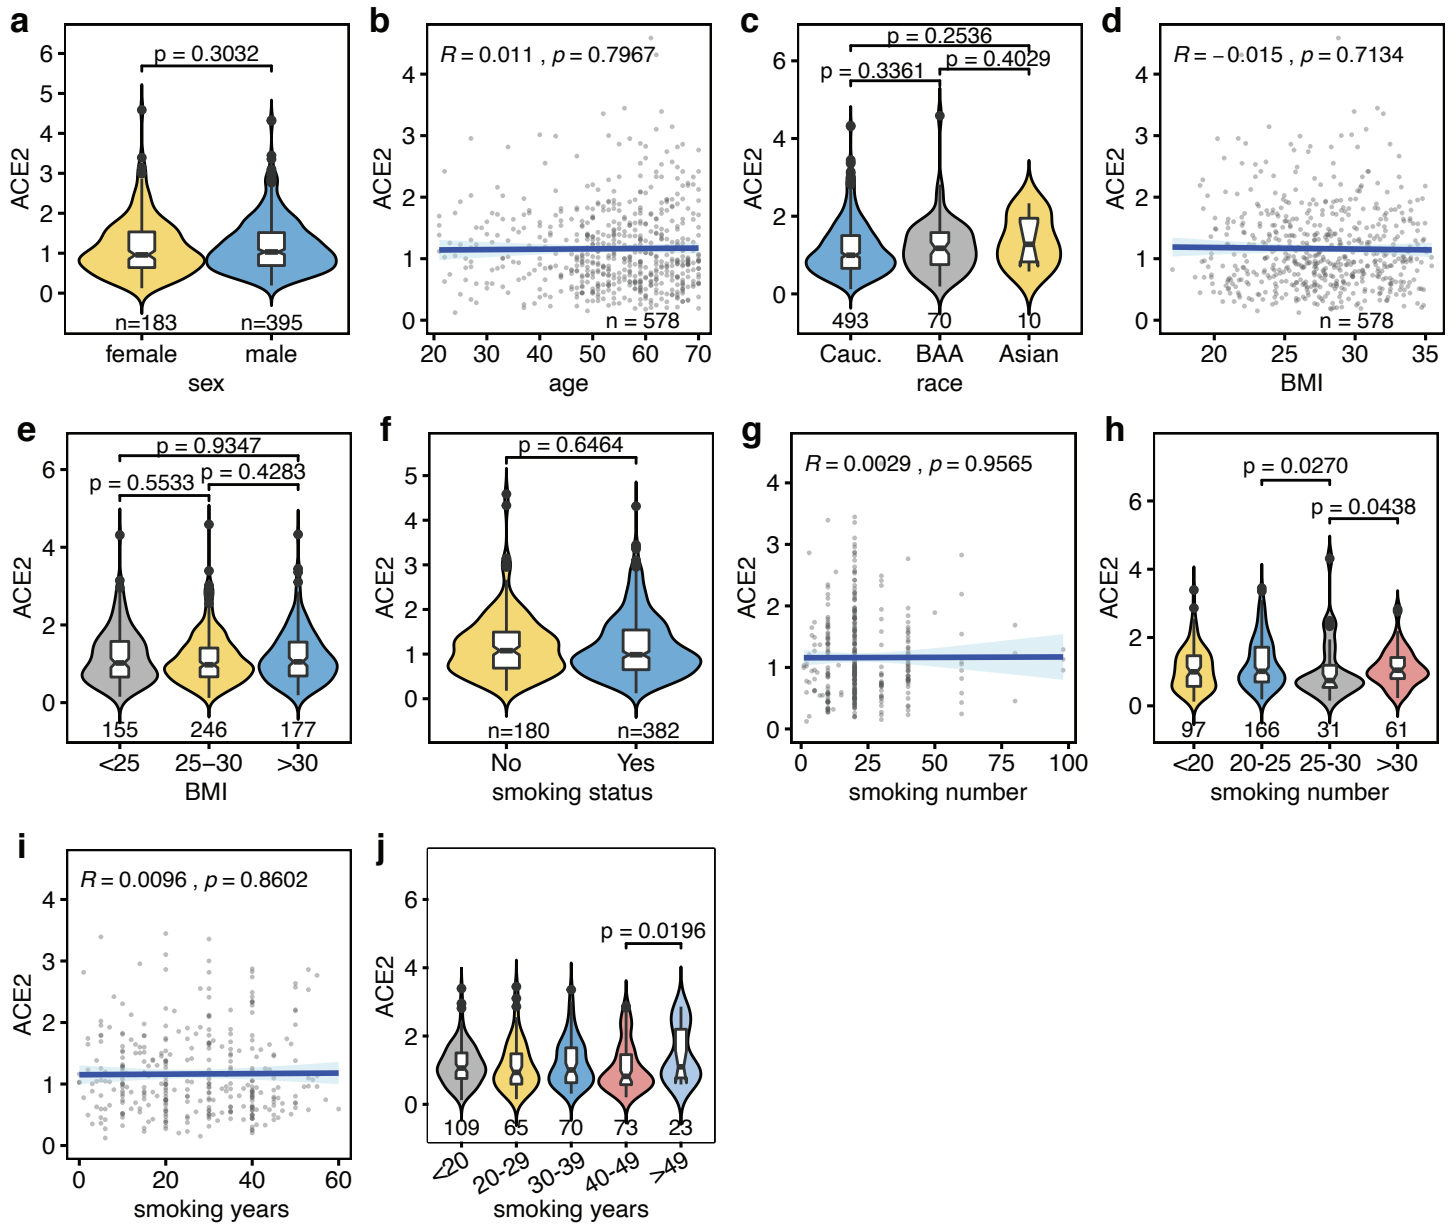 a
p = 0.3032
ACE2
6
5
4
3
2
1
0
n=183
n=395
female
male
sex
b
R = 0.011 , p = 0.7967
ACE2
4
3
2
1
0
n = 578
20
30
40
50
60
70
age
c
p = 0.2536
p = 0.4029
p = 0.3361
ACE2
6
4
2
0
493
70
10
Cauc.
BAA
Asian
race
d
R = −0.015 , p = 0.7134
ACE2
4
3
2
1
0
n = 578
20
25
30
35
BMI
e
p = 0.9347
p = 0.4283
p = 0.5533
ACE2
6
4
2
0
155
246
177
<25
25–30
>30
BMI
f
p = 0.6464
ACE2
5
4
3
2
1
0
n=180
n=382
No
Yes
smoking status
g
R = 0.0029 , p = 0.9565
ACE2
4
3
2
1
0
0
25
50
75
100
smoking number
h
p = 0.0270
p = 0.0438
ACE2
6
4
2
0
97
166
31
61
<20
20-25
25-30
>30
smoking number
i
R = 0.0096 , p = 0.8602
ACE2
4
3
2
1
0
0
20
40
60
smoking years
j
p = 0.0196
ACE2
6
4
2
0
109
65
70
73
23
<20
20-29
30-39
40-49
>49
smoking years